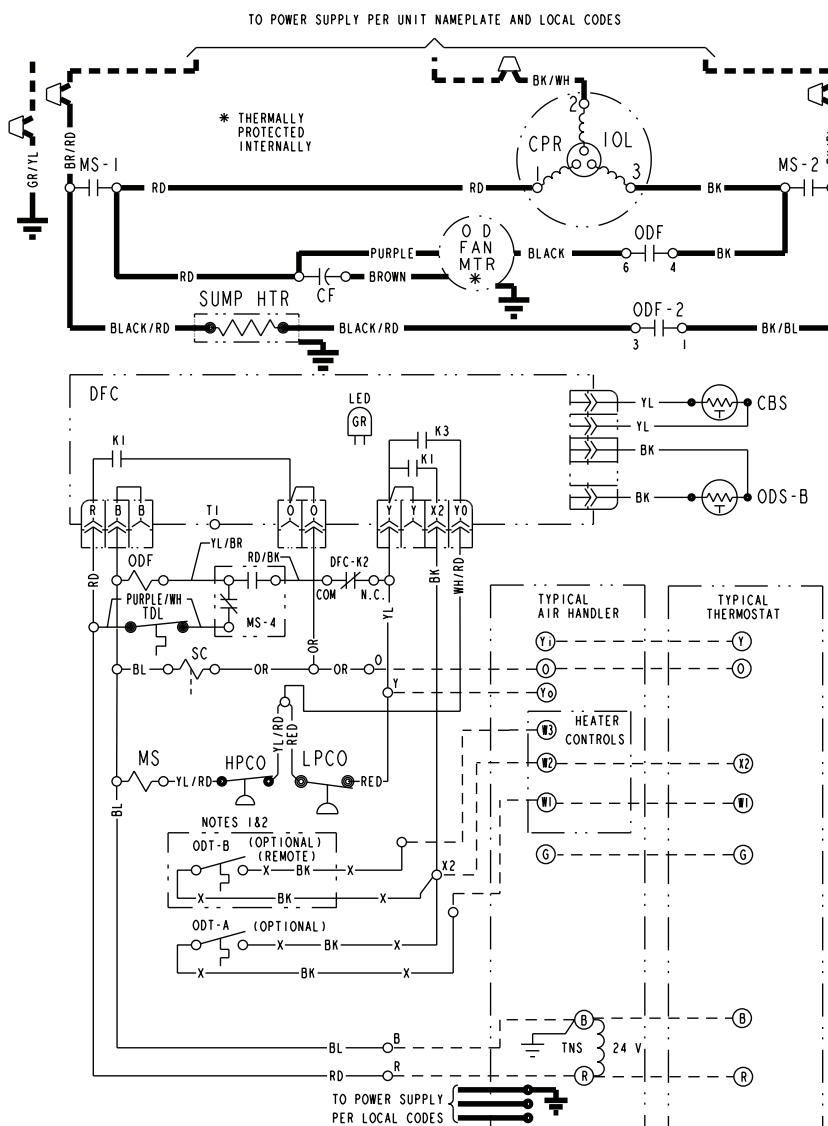 TO POWER SUPPLY PER UNIT NAMEPLATE AND LOCAL CODES
BK/WH
* THERMALLY
PROTECTED
INTERNALLY
GR/YL
BR/RD
MS-1
RD
RD
CPR
IOL
2
1
3
BK
MS-2
PURPLE
O D
FAN
MTR
*
BLACK
ODF
6
4
BK
RD
CF
BROWN
SUMP HTR
BLACK/RD
BLACK/RD
ODF-2
3
1
BK/BL
DFC
LED
GR
YL
CBS
YL
BK
BK
ODS-B
K1
K3
K1
R
B
B
T1
O
O
Y
Y
X2
YO
YL/BR
ODF
RD/BK
DFC-K2
COM
N.C.
RD
PURPLE/WH
TDL
MS-4
YL
BK
WH/RD
OR
TYPICAL
AIR HANDLER
TYPICAL
THERMOSTAT
Y1
Y
BL
SC
OR
OR
O
O
O
Y
Yo
YL/RD
RED
W3
HEATER
CONTROLS
MS
YL/RD
HPCO
LPCO
RED
W2
X2
BL
W1
W1
NOTES 1&2
ODT-B
(OPTIONAL)
(REMOTE)
X
BK
X
X2
G
G
X
BK
X
ODT-A
(OPTIONAL)
X
BK
X
X
BK
X
BL
B
B
B
TNS
24 V
RD
R
R
R
TO POWER SUPPLY
PER LOCAL CODES